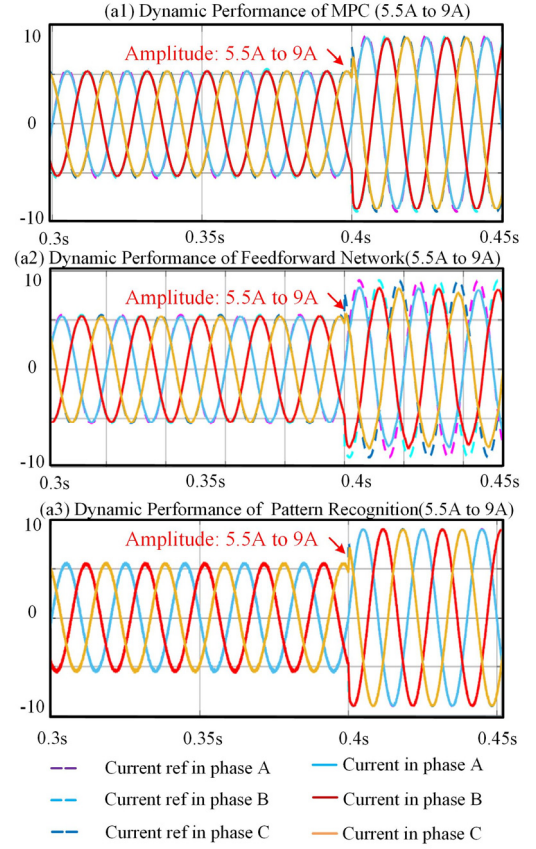 (a1) Dynamic Performance of MPC (5.5A to 9A)
10
Amplitude: 5.5A to 9A
0
-10
0.3s 0.35s 0.4s 0.45s
(a2) Dynamic Performance of Feedforward Network(5.5A to 9A)
10
Amplitude: 5.5A to 9A
0
-10
0.3s 0.35s 0.4s 0.45s
(a3) Dynamic Performance of Pattern Recognition(5.5A to 9A)
10
Amplitude: 5.5A to 9A
0
-10
0.3s 0.35s 0.4s 0.45s
Current ref in phase A Current in phase A
Current ref in phase B Current in phase B
Current ref in phase C Current in phase C